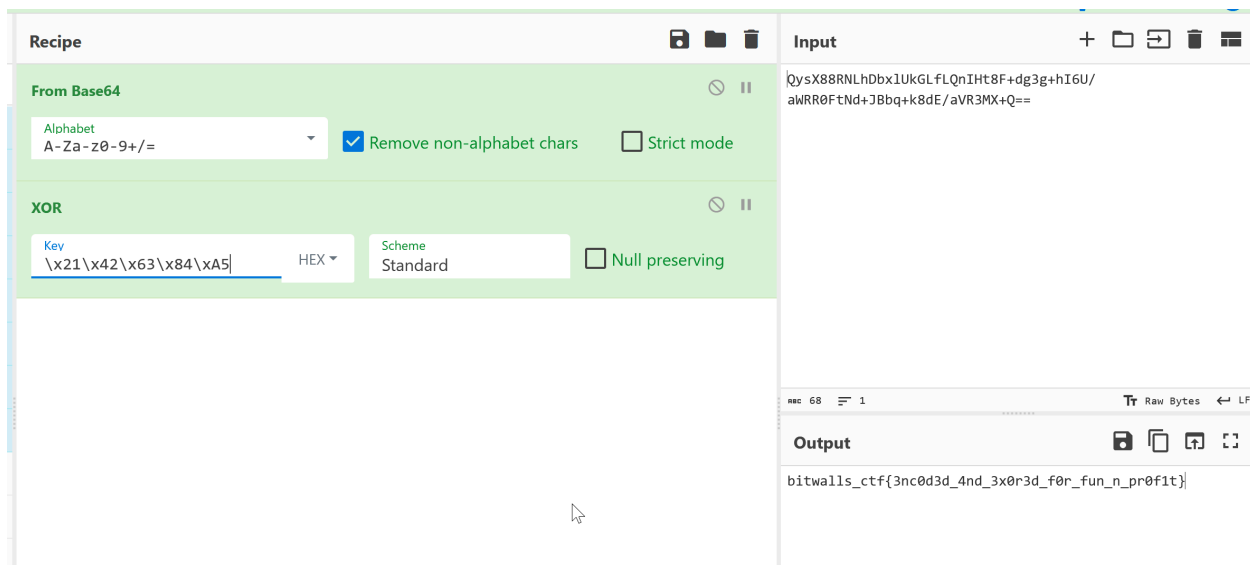 Recipe
From Base64
Alphabet
A-Za-z0-9+/=
Remove non-alphabet chars
Strict mode
XOR
Key
\x21\x42\x63\x84\xA5
HEX
Scheme
Standard
Null preserving
Input
QysX88RNLhDbxlUkGLfLQnIHt8F+dg3g+hI6U/
aWRR0FtNd+JBbq+k8dE/aVR3MX+Q==
ABC 68 1
Tт Raw Bytes LF
Output
bitwalls_ctf{3nc0d3d_4nd_3x0r3d_f0r_fun_n_pr0f1t}